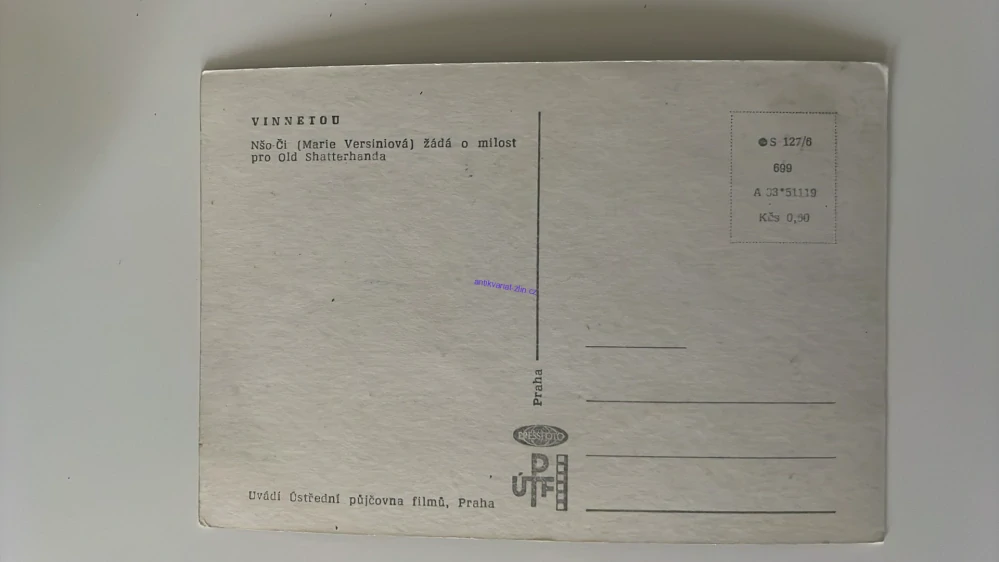 VINNETOU
Nšo-Či (Marie Versiniová) žádá o milost
pro Old Shatterhanda
S 127/6
699
A 33*51119
Kčs 0,50
antikvariat-zlin.cz
Praha
PRESSFOTO
ÚPF
Uvádí Ústřední půjčovna filmů, Praha